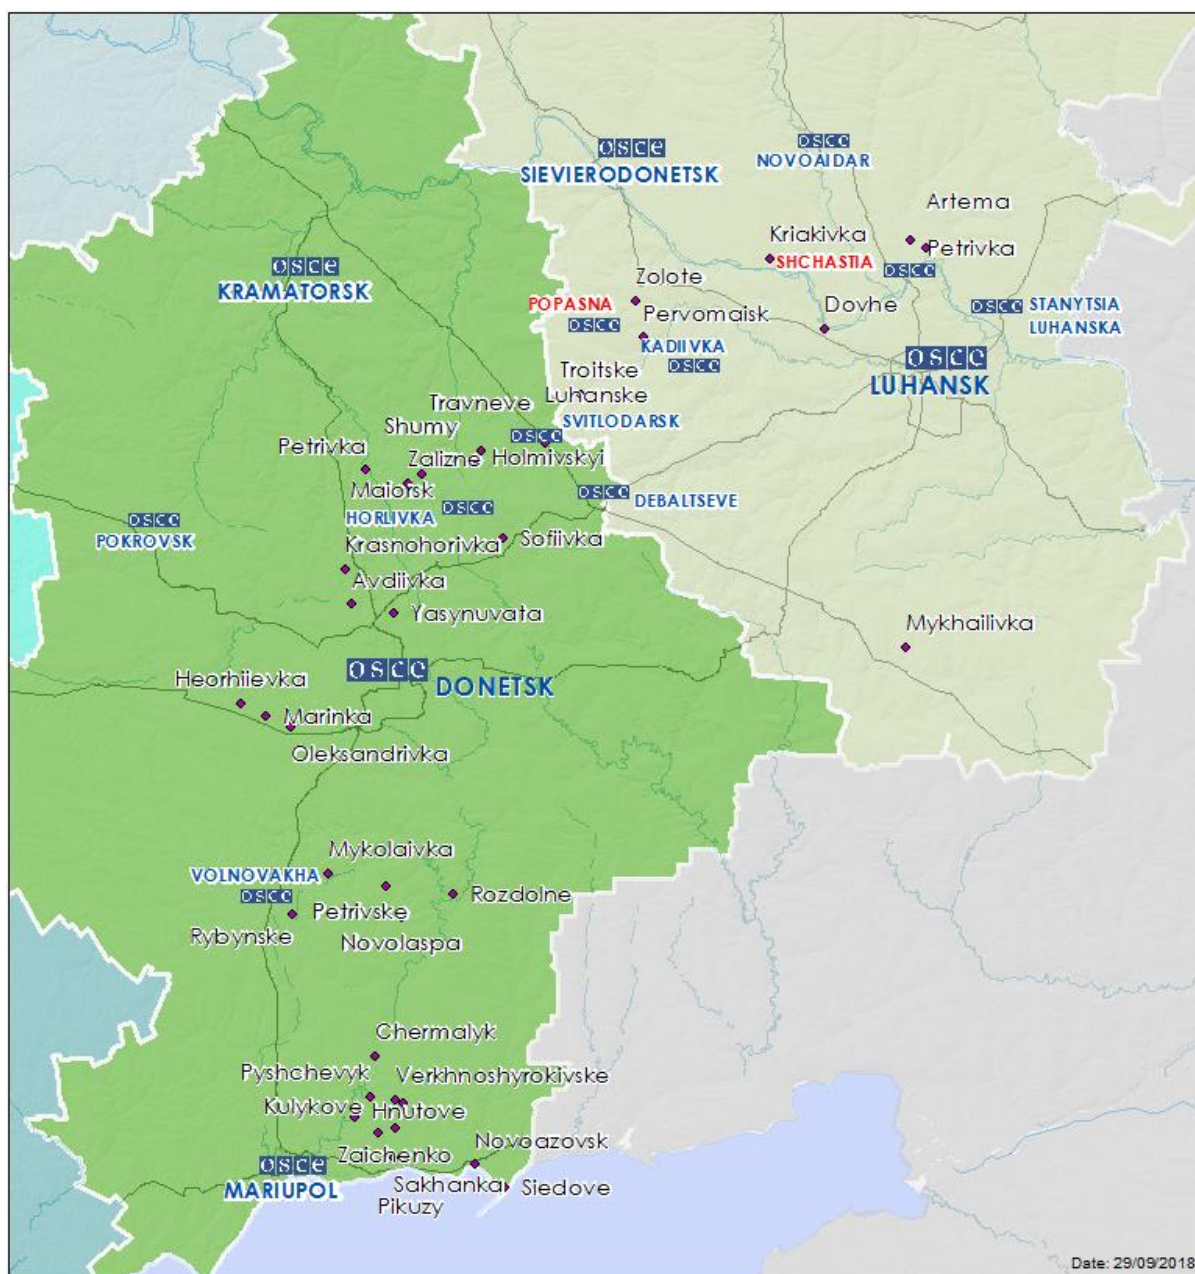 osce
SIEVIERODONETSK
osce
NOVOAIDAR
Artema
Kriakivka
SHCHASTIA
Petrivka
osce
osce
KRAMATORSK
Zolote
POPASNA
osce
Pervomaisk
KADIIVKA
osce
Dovhe
osce
STANYTSIA
LUHANSKA
osce
LUHANSK
Troitske
Luhanske
Travneve
SVITLODARSK
osce
Shumy
Petrivka
Zalizne
Holmivskyi
Maiorsk
osce
HORLIVKA
osce
DEBALTSEVE
osce
POKROVSK
Krasnohorivka
Sofiivka
Avdiivka
Yasynuvata
Mykhailivka
osce
DONETSK
Heorhiievka
Marinka
Oleksandrivka
Mykolaivka
VOLNOVAKHA
osce
Petrivske
Rozdolne
Rybynske
Novolaspa
Chermalyk
Pyshchevyk
Verkhnoshyrokivske
Kulykove
Hnutove
Zaichenko
Novoazovsk
osce
MARIUPOL
Sakhanka
Siedove
Pikuzy
Date: 29/09/2018